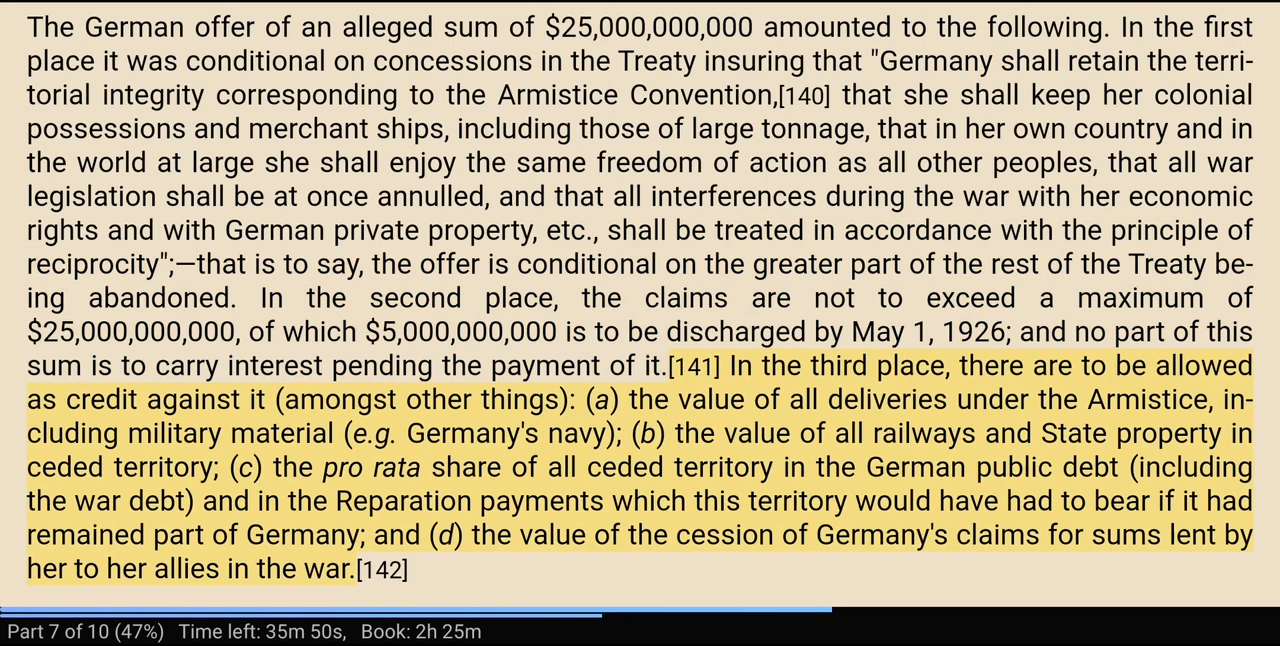 The German offer of an alleged sum of $25,000,000,000 amounted to the following. In the first
place it was conditional on concessions in the Treaty insuring that "Germany shall retain the terri-
torial integrity corresponding to the Armistice Convention,[140] that she shall keep her colonial
possessions and merchant ships, including those of large tonnage, that in her own country and in
the world at large she shall enjoy the same freedom of action as all other peoples, that all war
legislation shall be at once annulled, and that all interferences during the war with her economic
rights and with German private property, etc., shall be treated in accordance with the principle of
reciprocity";—that is to say, the offer is conditional on the greater part of the rest of the Treaty be-
ing abandoned. In the second place, the claims are not to exceed a maximum of
$25,000,000,000, of which $5,000,000,000 is to be discharged by May 1, 1926; and no part of this
sum is to carry interest pending the payment of it.[141] In the third place, there are to be allowed
as credit against it (amongst other things): (a) the value of all deliveries under the Armistice, in-
cluding military material (e.g. Germany's navy); (b) the value of all railways and State property in
ceded territory; (c) the pro rata share of all ceded territory in the German public debt (including
the war debt) and in the Reparation payments which this territory would have had to bear if it had
remained part of Germany; and (d) the value of the cession of Germany's claims for sums lent by
her to her allies in the war.[142]
Part 7 of 10 (47%) Time left: 35m 50s, Book: 2h 25m